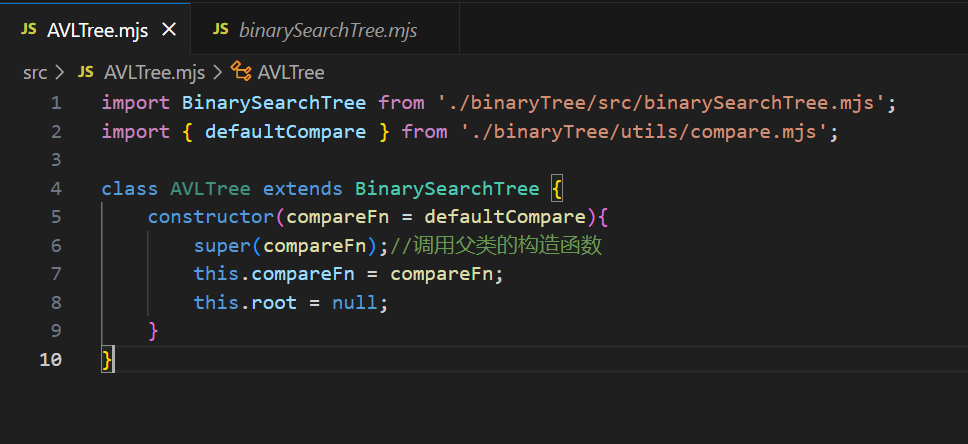 JS AVLTree.mjs × JS binarySearchTree.mjs
src > JS AVLTree.mjs > AVLTree
1 import BinarySearchTree from './binaryTree/src/binarySearchTree.mjs';
2 import { defaultCompare } from './binaryTree/utils/compare.mjs';
3
4 class AVLTree extends BinarySearchTree {
5 constructor(compareFn = defaultCompare){
6 super(compareFn);//调用父类的构造函数
7 this.compareFn = compareFn;
8 this.root = null;
9 }
10 }